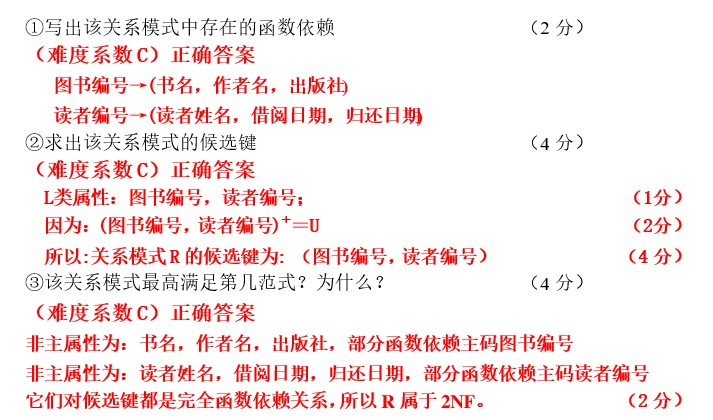 ①写出该关系模式中存在的函数依赖 （2 分）
（难度系数 C）正确答案
图书编号→(书名，作者名，出版社)
读者编号→(读者姓名，借阅日期，归还日期)
②求出该关系模式的候选键 （4 分）
（难度系数 C）正确答案
L类属性：图书编号，读者编号； （1分）
因为：(图书编号，读者编号)⁺＝U （2分）
所以:关系模式 R 的候选键为：（图书编号，读者编号） （4 分）
③该关系模式最高满足第几范式？为什么？ （4 分）
（难度系数 C）正确答案
非主属性为：书名，作者名，出版社，部分函数依赖主码图书编号
非主属性为：读者姓名，借阅日期，归还日期，部分函数依赖主码读者编号
它们对候选键都是完全函数依赖关系，所以 R 属于 2NF。 （2 分）